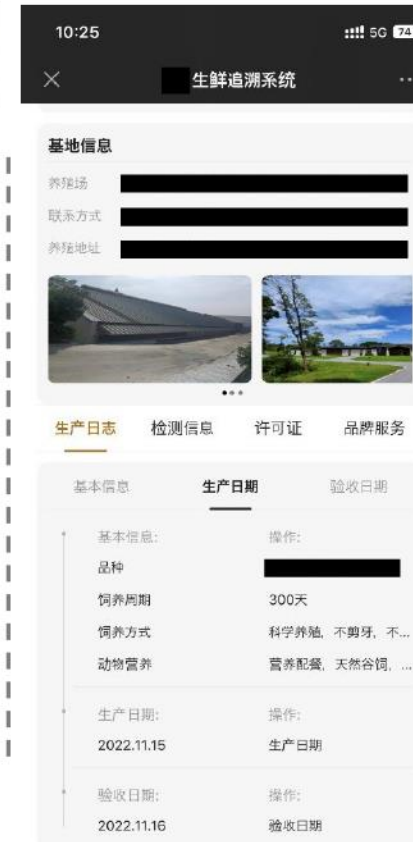 10:25
5G 74
生鲜追溯系统
基地信息
养殖场
联系方式
养殖地址
生产日志 检测信息 许可证 品牌服务
基本信息 生产日期 验收日期
基本信息: 操作:
品种
饲养周期 300天
饲养方式 科学养殖, 不剪牙, 不...
动物营养 营养配餐, 天然谷饲, ...
生产日期: 操作:
2022.11.15 生产日期
验收日期: 操作:
2022.11.16 验收日期